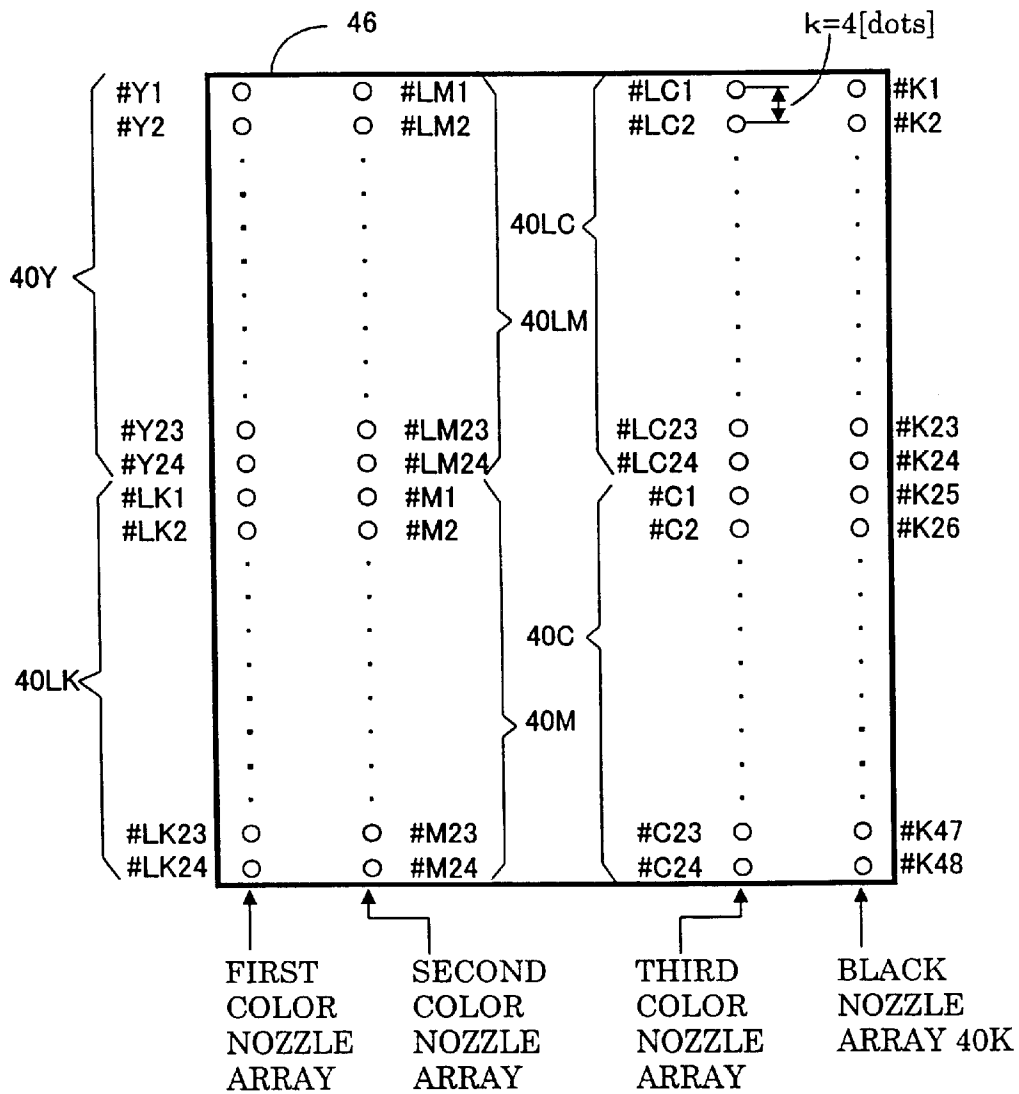 46
k=4[dots]
#Y1 #LM1 #LC1 #K1
#Y2 #LM2 #LC2 #K2
40LC
40Y
40LM
#Y23 #LM23 #LC23 #K23
#Y24 #LM24 #LC24 #K24
#LK1 #M1 #C1 #K25
#LK2 #M2 #C2 #K26
40C
40LK
40M
#LK23 #M23 #C23 #K47
#LK24 #M24 #C24 #K48
FIRST
COLOR
NOZZLE
ARRAY
SECOND
COLOR
NOZZLE
ARRAY
THIRD
COLOR
NOZZLE
ARRAY
BLACK
NOZZLE
ARRAY 40K